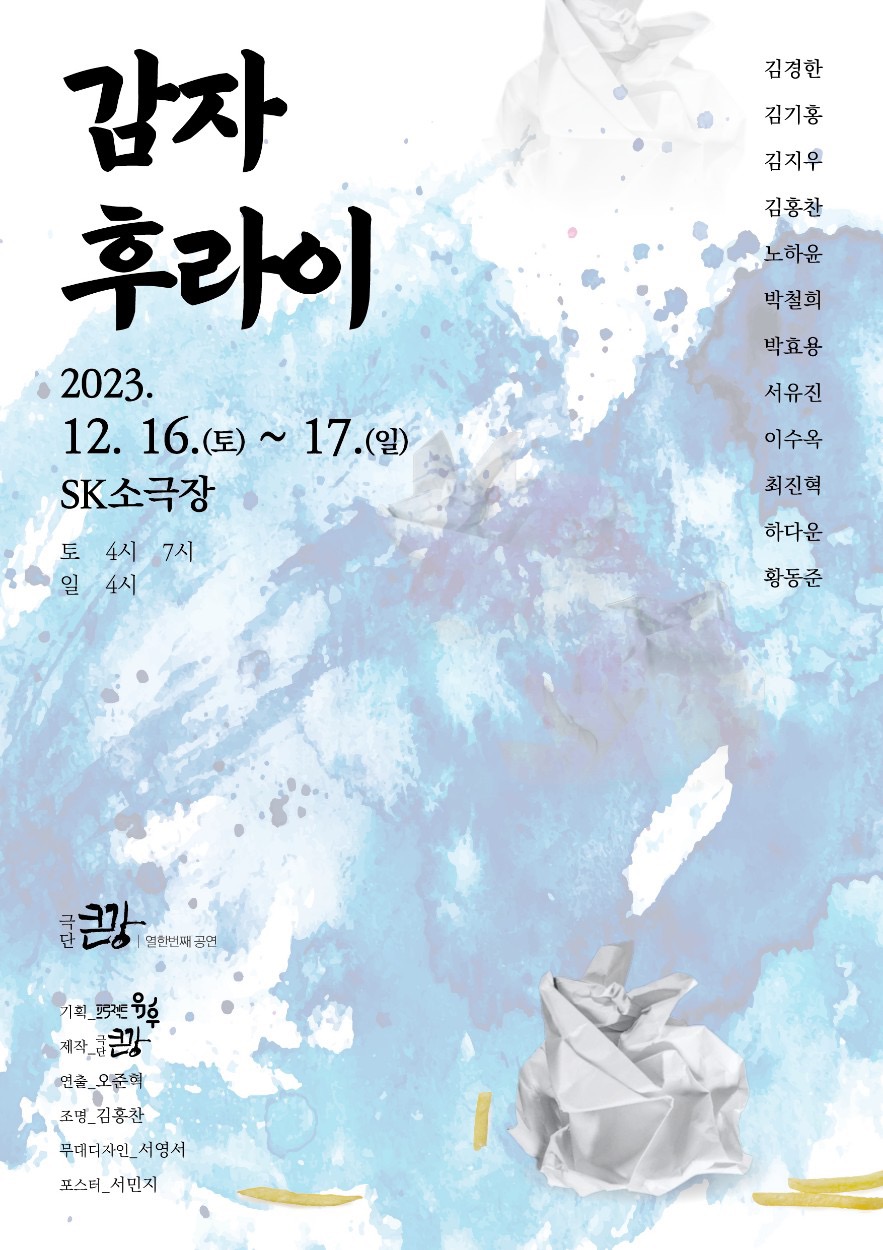 감자
후라이
2023.
12. 16.(토) ~ 17.(일)
SK소극장
토 4시 7시
일 4시
김경한
김기홍
김지우
김홍찬
노하윤
박철희
박효용
서유진
이수옥
최진혁
하다운
황동준
극단 큰강 | 열한번째 공연
기획_프로젝트 유후
제작_극단 큰강
연출_오준혁
조명_김홍찬
무대디자인_서영서
포스터_서민지